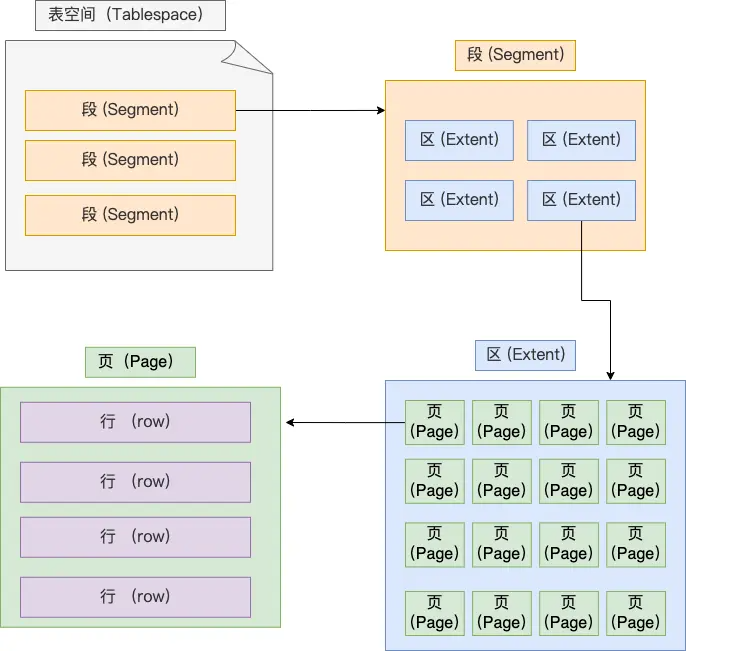 表空间（Tablespace）
段 (Segment)
段 (Segment)
段 (Segment)
段 (Segment)
区 (Extent)
区 (Extent)
区 (Extent)
区 (Extent)
页（Page）
行 （row）
行 （row）
行 （row）
行 （row）
区 (Extent)
页
(Page)
页
(Page)
页
(Page)
页
(Page)
页
(Page)
页
(Page)
页
(Page)
页
(Page)
页
(Page)
页
(Page)
页
(Page)
页
(Page)
页
(Page)
页
(Page)
页
(Page)
页
(Page)